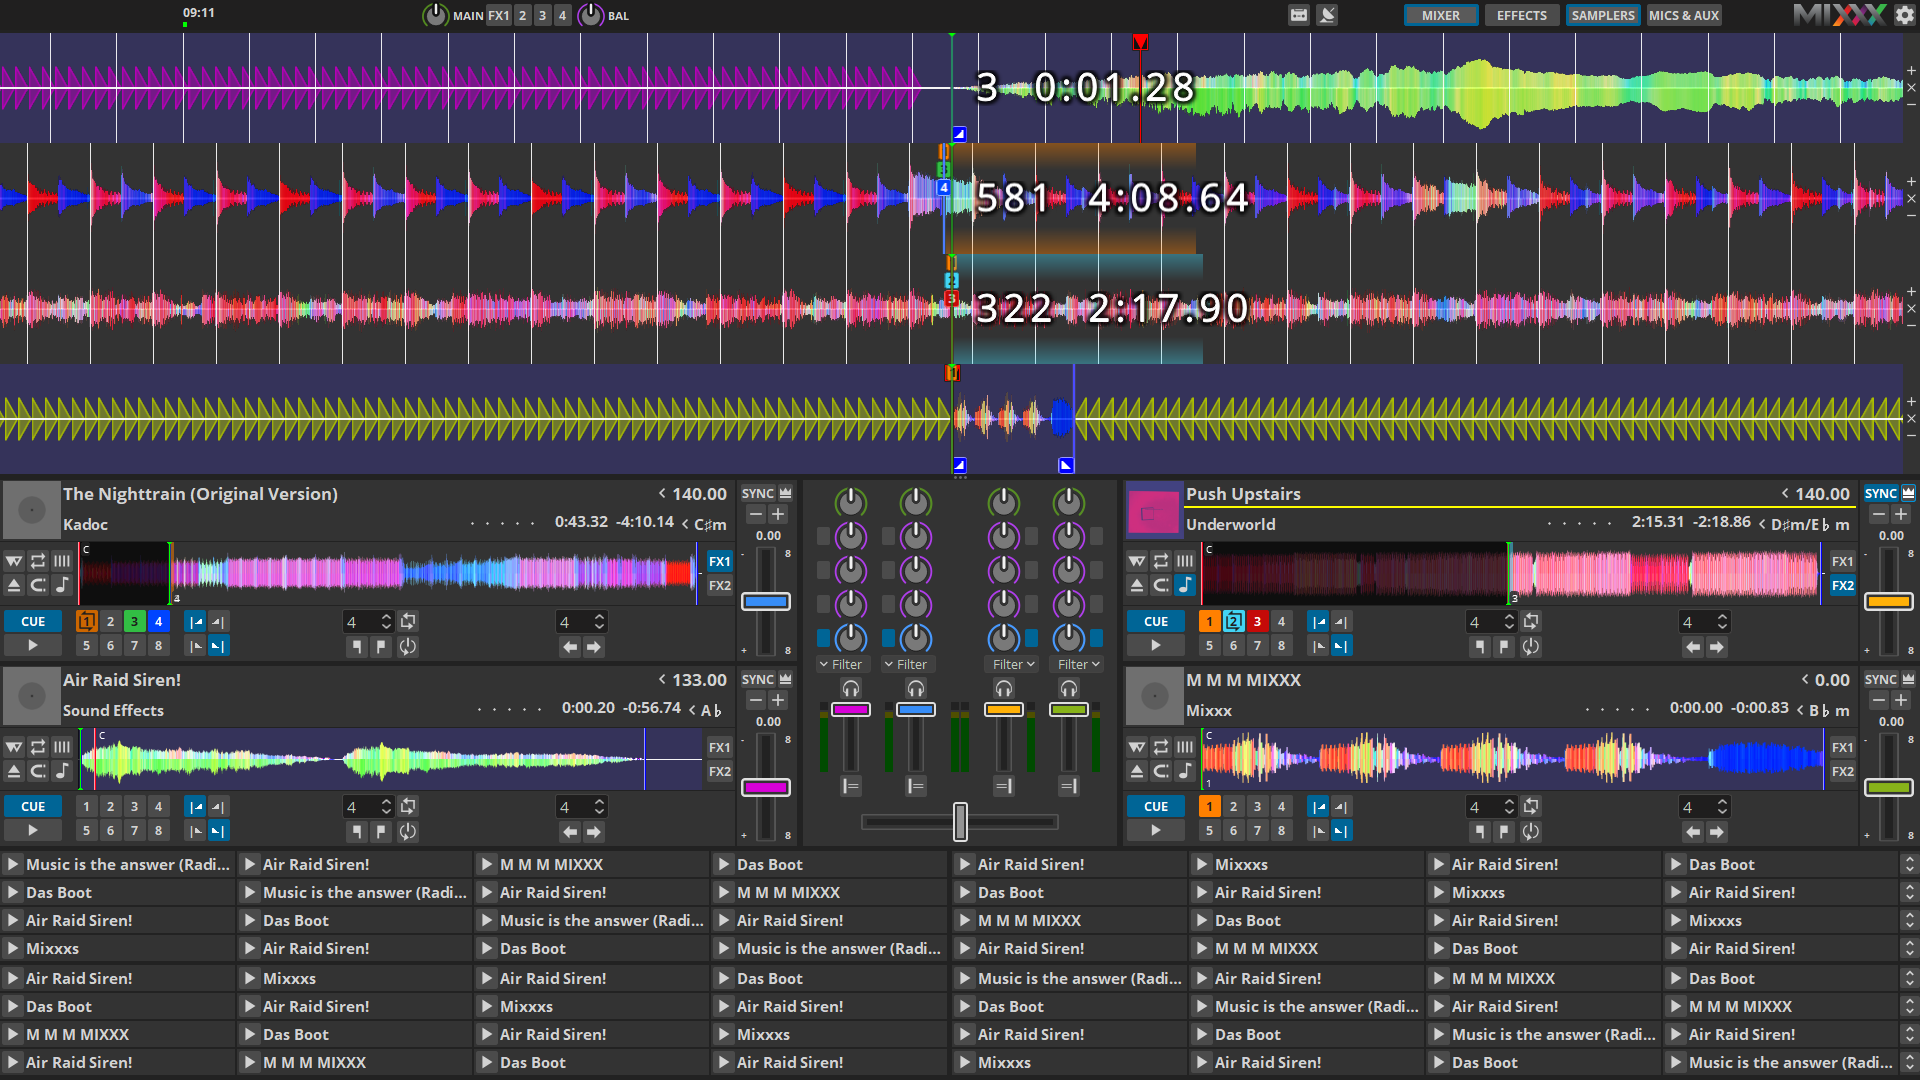 09:11 MAIN FX1 2 3 4 BAL MIXER EFFECTS SAMPLERS MICS & AUX MIXXX
3 0:01.28
4
581 4:08.64
3
322 2:17.90
1
The Nighttrain (Original Version) 140.00
Kadoc 0:43.32 -4:10.14 C♯m
SYNC
0.00
8
C
4
FX1
FX2
CUE 1 2 3 4 4 4
5 6 7 8
8
Air Raid Siren! 133.00
Sound Effects 0:00.20 -0:56.74 A♭
SYNC
0.00
8
C
FX1
FX2
CUE 1 2 3 4 4 4
5 6 7 8
8
Filter Filter Filter Filter
Push Upstairs 140.00
Underworld 2:15.31 -2:18.86 D♯m/E♭m
SYNC
0.00
8
C
3
FX1
FX2
CUE 1 2 3 4 4 4
5 6 7 8
8
M M M MIXXX 0.00
Mixxx 0:00.00 -0:00.83 B♭m
SYNC
0.00
8
C
1
FX1
FX2
CUE 1 2 3 4 4 4
5 6 7 8
8
Music is the answer (Radi... Air Raid Siren! M M M MIXXX Das Boot Air Raid Siren! Mixxxs Air Raid Siren! Das Boot
Das Boot Music is the answer (Radi... Air Raid Siren! M M M MIXXX Das Boot Air Raid Siren! Mixxxs Air Raid Siren!
Air Raid Siren! Das Boot Music is the answer (Radi... Air Raid Siren! M M M MIXXX Das Boot Air Raid Siren! Mixxxs
Mixxxs Air Raid Siren! Das Boot Music is the answer (Radi... Air Raid Siren! M M M MIXXX Das Boot Air Raid Siren!
Air Raid Siren! Mixxxs Air Raid Siren! Das Boot Music is the answer (Radi... Air Raid Siren! M M M MIXXX Das Boot
Das Boot Air Raid Siren! Mixxxs Air Raid Siren! Das Boot Music is the answer (Radi... Air Raid Siren! M M M MIXXX
M M M MIXXX Das Boot Air Raid Siren! Mixxxs Air Raid Siren! Das Boot Music is the answer (Radi... Air Raid Siren!
Air Raid Siren! M M M MIXXX Das Boot Air Raid Siren! Mixxxs Air Raid Siren! Das Boot Music is the answer (Radi...